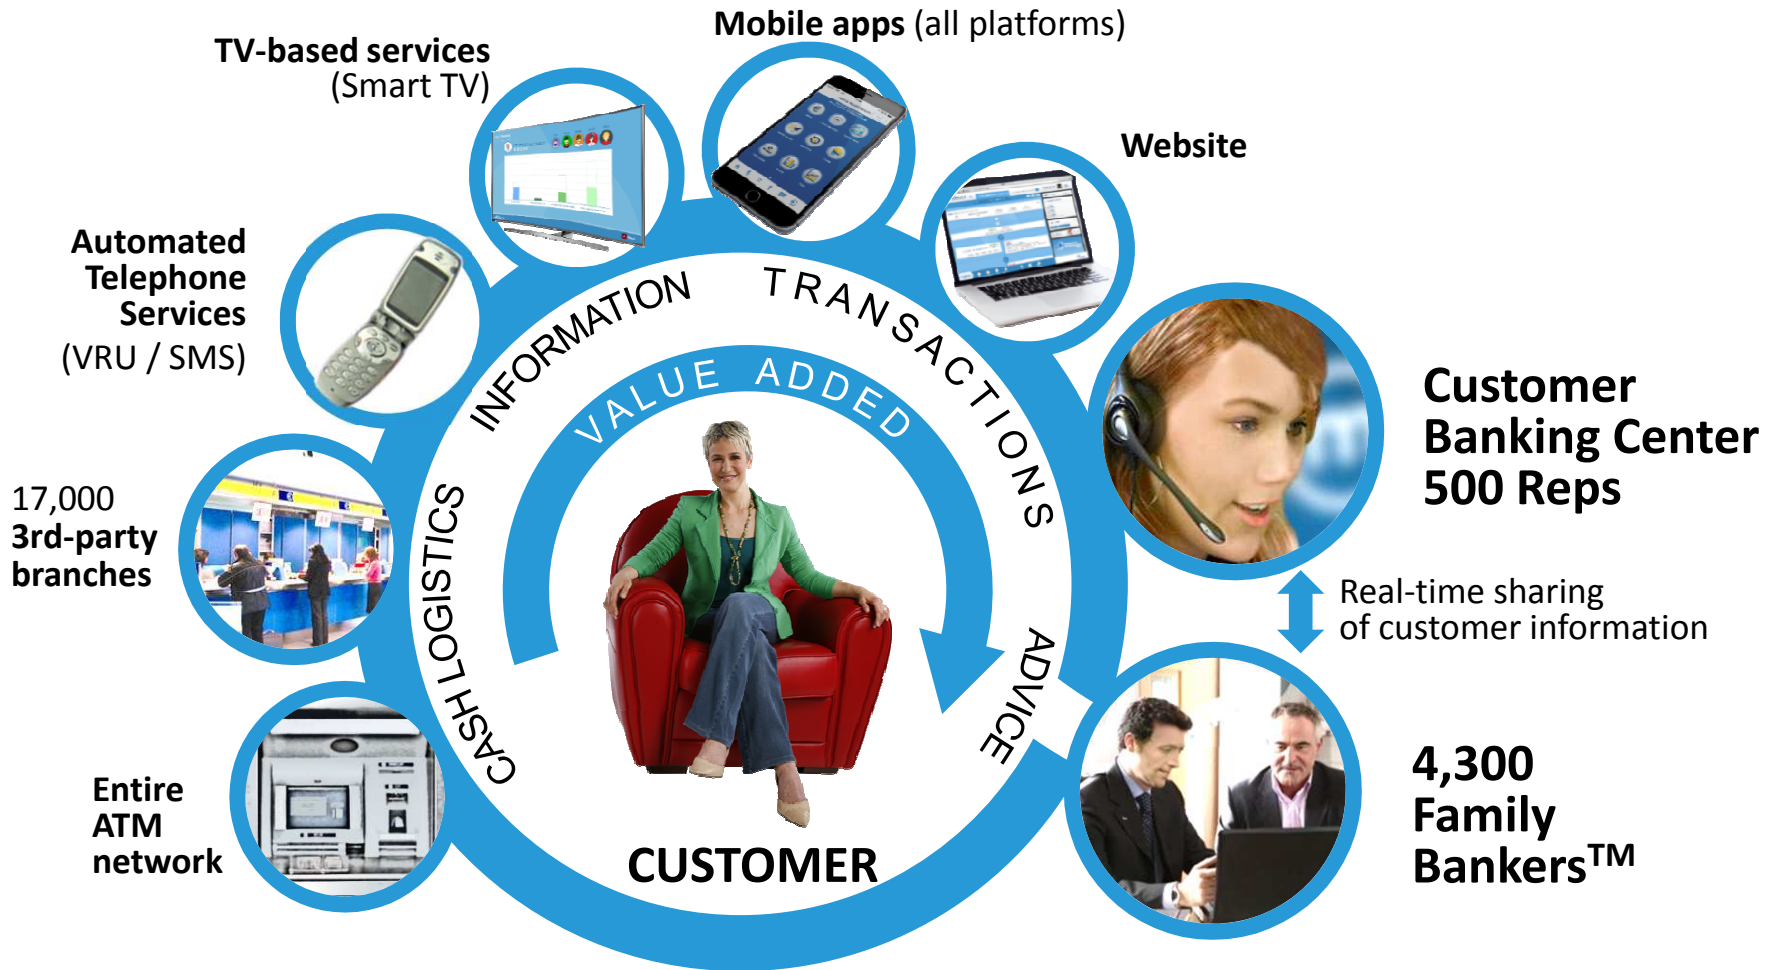 Mobile apps (all platforms)
TV-based services
(Smart TV)
Website
Automated
Telephone
Services
(VRU / SMS)
INFORMATION
TRANSACTIONS
VALUE ADDED
Customer
Banking Center
500 Reps
17,000
3rd-party
branches
CASH LOGISTICS
Real-time sharing
of customer information
ADVICE
4,300
Family
Bankers™
Entire
ATM
network
CUSTOMER